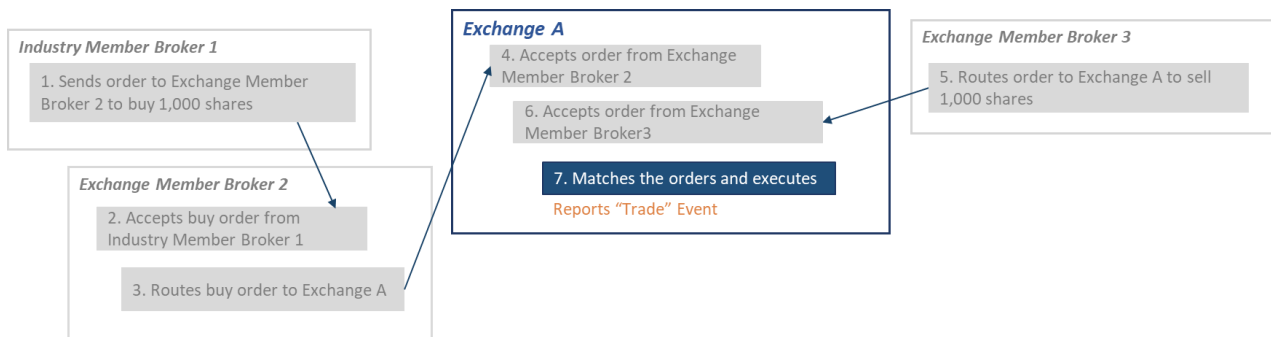 Industry Member Broker 1
1. Sends order to Exchange Member
Broker 2 to buy 1,000 shares
Exchange Member Broker 2
2. Accepts buy order from
Industry Member Broker 1
3. Routes buy order to Exchange A
Exchange A
4. Accepts order from Exchange
Member Broker 2
6. Accepts order from Exchange
Member Broker3
7. Matches the orders and executes
Reports “Trade” Event
Exchange Member Broker 3
5. Routes order to Exchange A to sell
1,000 shares